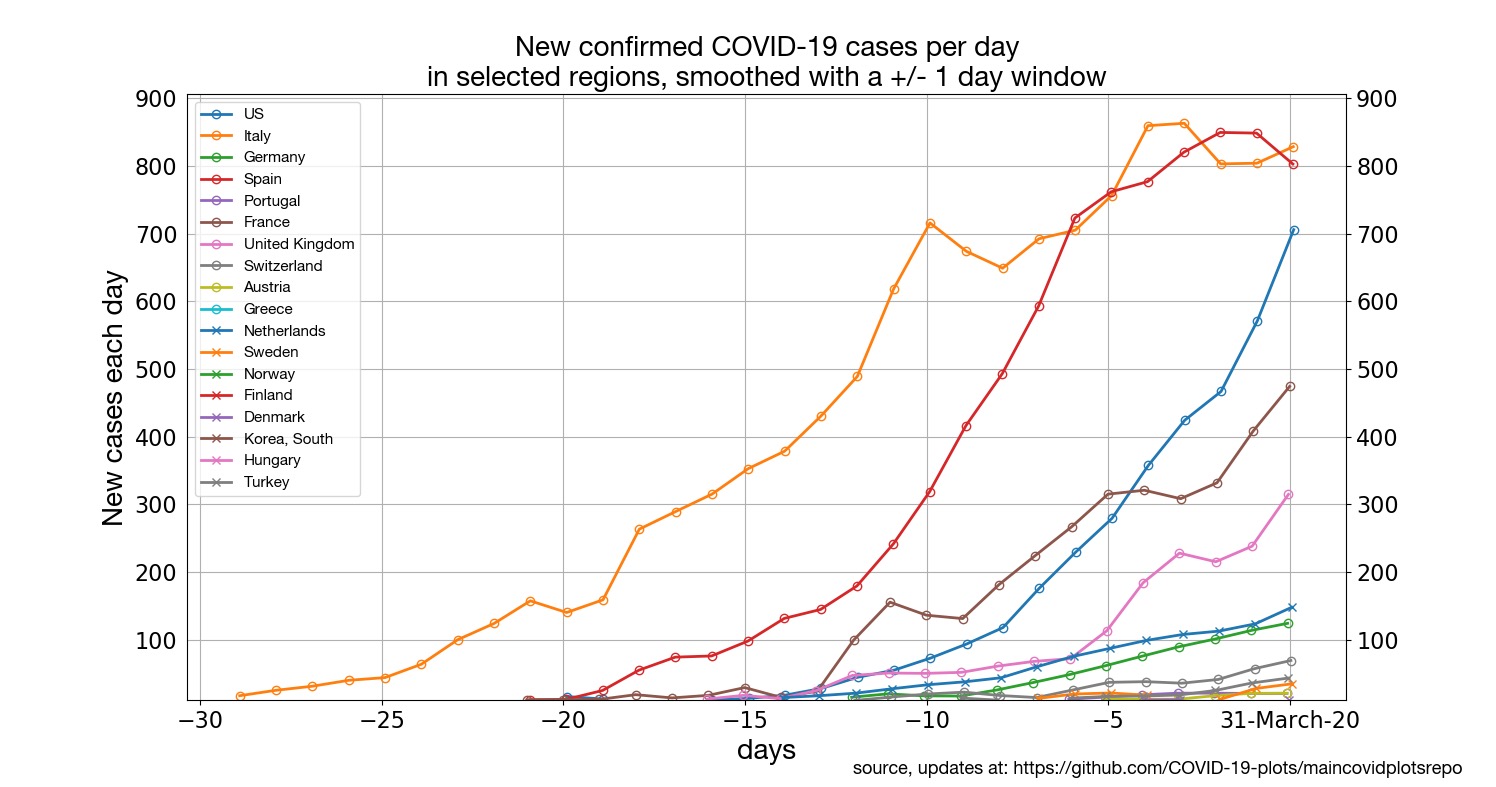 New confirmed COVID-19 cases per day
in selected regions, smoothed with a +/- 1 day window
900
800
700
600
500
400
300
200
100
New cases each day
US
Italy
Germany
Spain
Portugal
France
United Kingdom
Switzerland
Austria
Greece
Netherlands
Sweden
Norway
Finland
Denmark
Korea, South
Hungary
Turkey
900
800
700
600
500
400
300
200
100
−30 −25 −20 −15 −10 −5 31-March-20
days
source, updates at: https://github.com/COVID-19-plots/maincovidplotsrepo